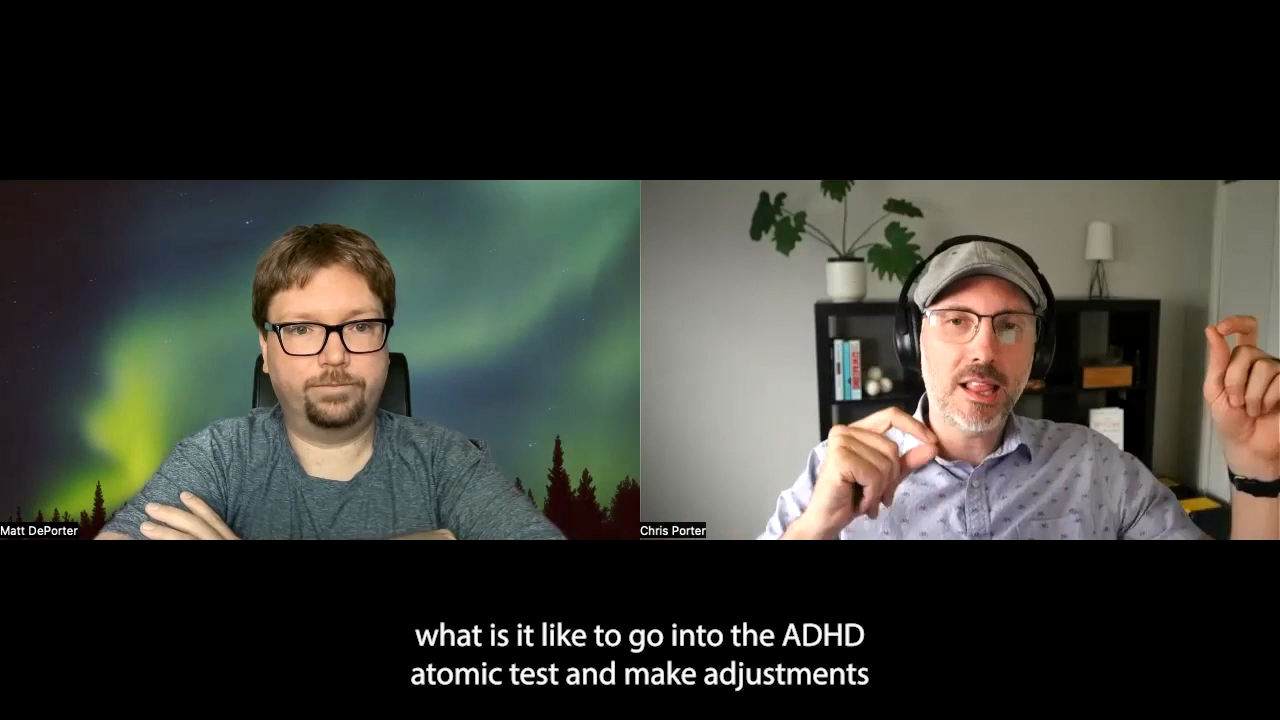 Matt DePorter
Chris Porter
what is it like to go into the ADHD
atomic test and make adjustments